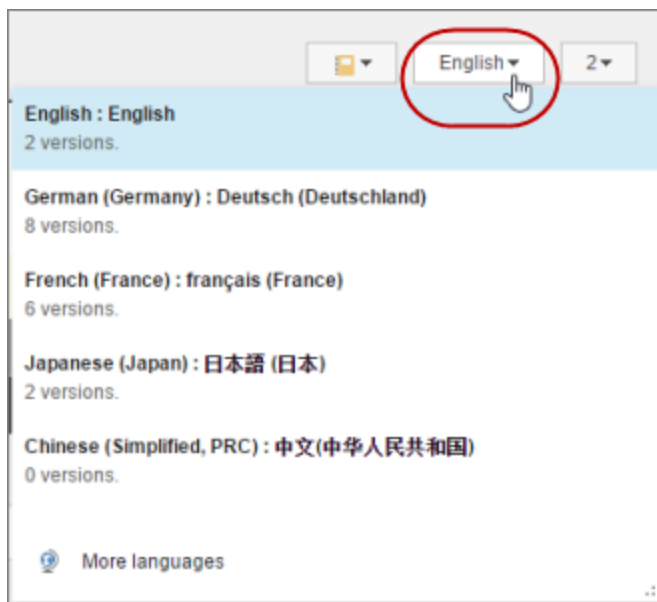 English
2
English : English
2 versions.
German (Germany) : Deutsch (Deutschland)
8 versions.
French (France) : français (France)
6 versions.
Japanese (Japan) : 日本語 (日本)
2 versions.
Chinese (Simplified, PRC) : 中文(中华人民共和国)
0 versions.
More languages